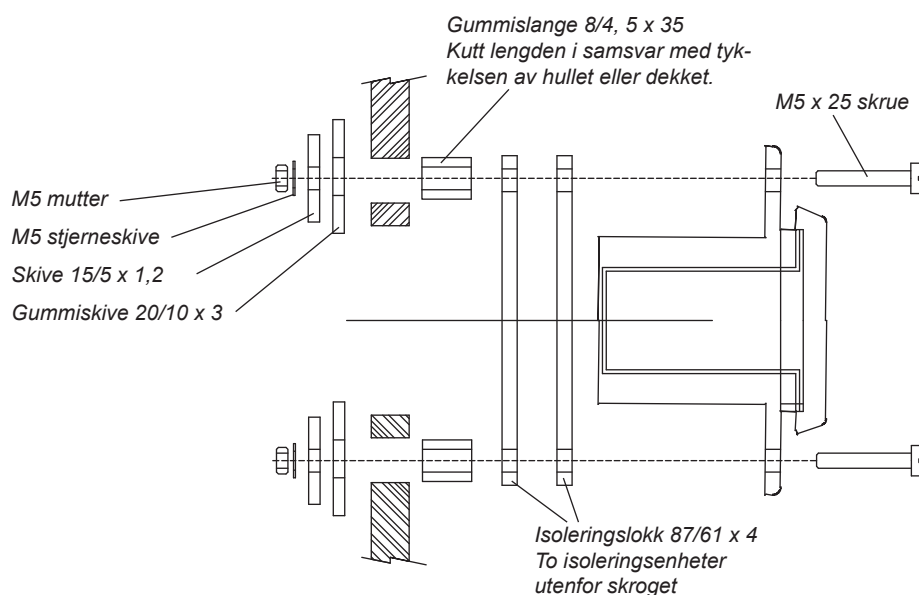 Gummislange 8/4, 5 x 35
Kutt lengden i samsvar med tyk-
kelsen av hullet eller dekket.
M5 x 25 skrue
M5 mutter
M5 stjerneskive
Skive 15/5 x 1,2
Gummiskive 20/10 x 3
Isoleringslokk 87/61 x 4
To isoleringsenheter
utenfor skroget